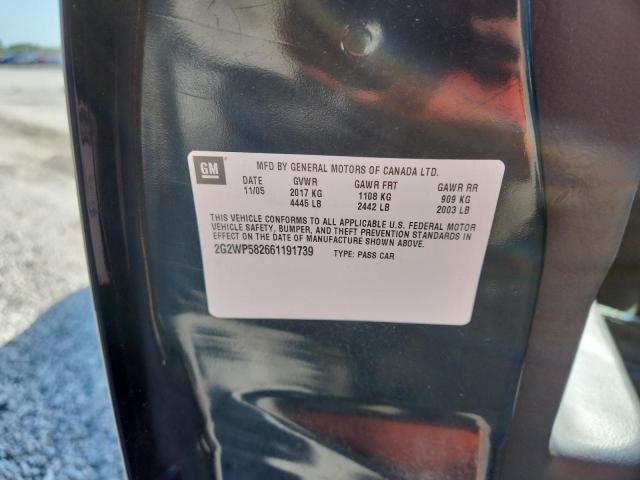 GM
MFD BY GENERAL MOTORS OF CANADA LTD.
DATE GVWR GAWR FRT GAWR RR
11/05 2017 KG 1108 KG 909 KG
4445 LB 2442 LB 2003 LB
THIS VEHICLE CONFORMS TO ALL APPLICABLE U.S. FEDERAL MOTOR
VEHICLE SAFETY, BUMPER, AND THEFT PREVENTION STANDARDS
IN EFFECT ON THE DATE OF MANUFACTURE SHOWN ABOVE.
2G2WP582661191739 TYPE: PASS CAR